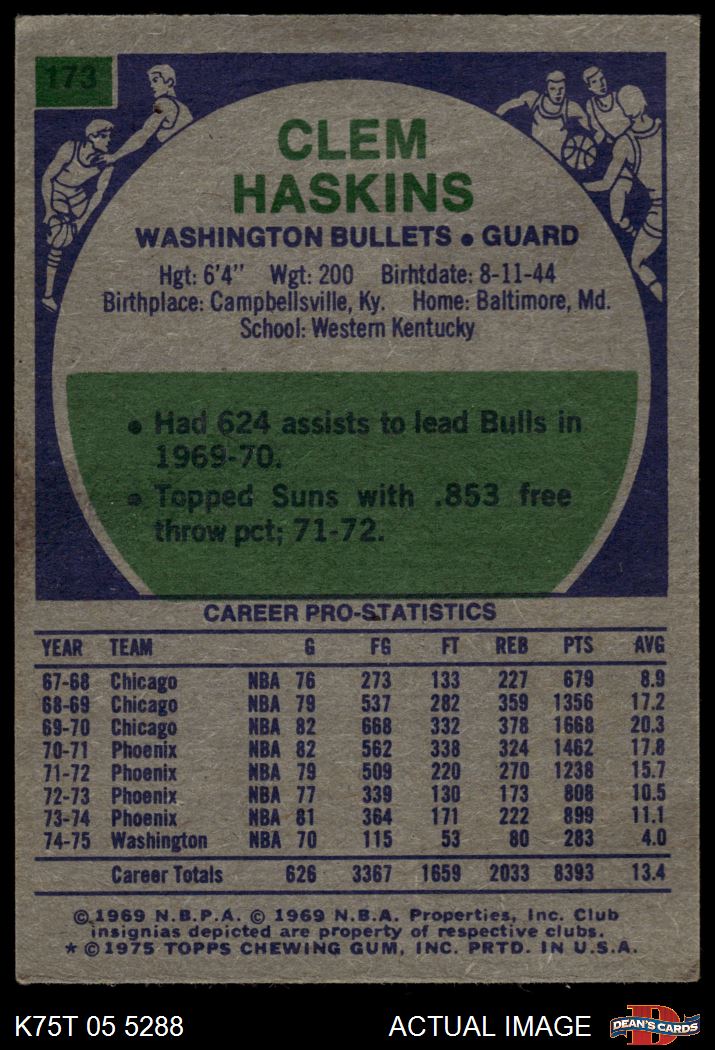 173
CLEM
HASKINS
WASHINGTON BULLETS • GUARD
Hgt: 6'4" Wgt: 200 Birhtdate: 8-11-44
Birthplace: Campbellsville, Ky. Home: Baltimore, Md.
School: Western Kentucky
• Had 624 assists to lead Bulls in
1969-70.
• Topped Suns with .853 free
throw pct; 71-72.
CAREER PRO-STATISTICS
YEAR TEAM G FG FT REB PTS AVG
67-68 Chicago NBA 76 273 133 227 679 8.9
68-69 Chicago NBA 79 537 282 359 1356 17.2
69-70 Chicago NBA 82 668 332 378 1668 20.3
70-71 Phoenix NBA 82 562 338 324 1462 17.8
71-72 Phoenix NBA 79 509 220 270 1238 15.7
72-73 Phoenix NBA 77 339 130 173 808 10.5
73-74 Phoenix NBA 81 364 171 222 899 11.1
74-75 Washington NBA 70 115 53 80 283 4.0
Career Totals 626 3367 1659 2033 8393 13.4
© 1969 N.B.P.A. © 1969 N.B.A. Properties, Inc. Club
insignias depicted are property of respective clubs.
* © 1975 TOPPS CHEWING GUM, INC. PRTD. IN U.S.A.
K75T 05 5288 ACTUAL IMAGE D DEAN'S CARDS